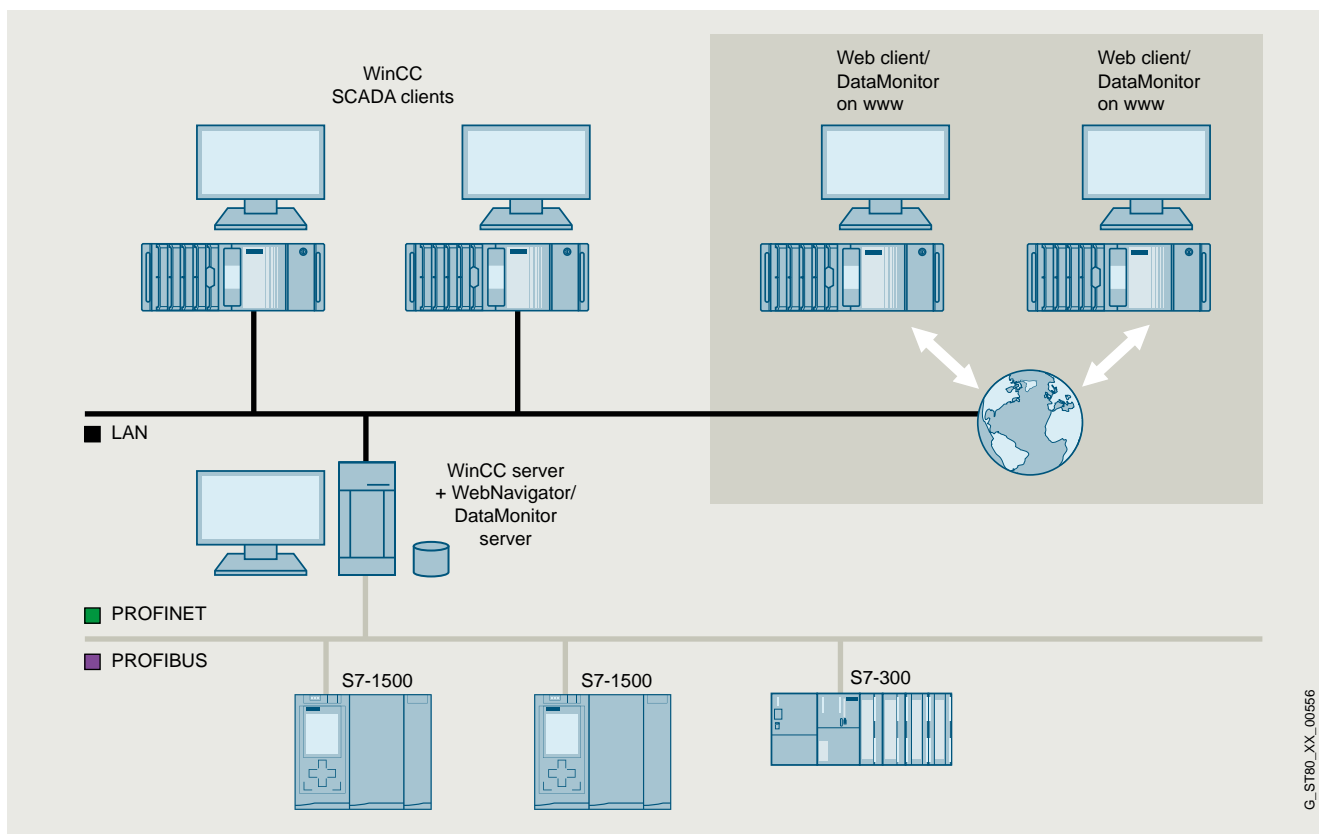 WinCC
SCADA clients
Web client/
DataMonitor
on www
Web client/
DataMonitor
on www
LAN
WinCC server
+ WebNavigator/
DataMonitor
server
PROFINET
PROFIBUS
S7-1500
S7-1500
S7-300
G_ST80_XX_00556